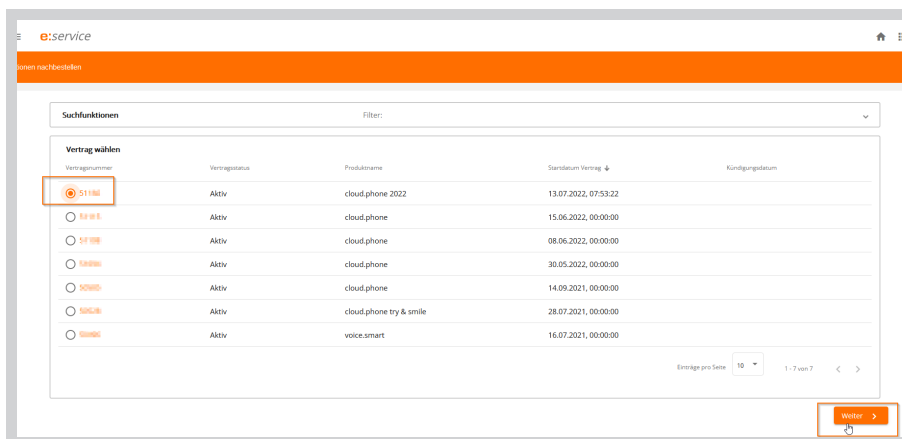 e:service
ionen nachbestellen
Suchfunktionen Filter:
Vertrag wählen
Vertragsnummer Vertragsstatus Produktname Startdatum Vertrag Kündigungsdatum
Aktiv cloud.phone 2022 13.07.2022, 07:53:22
Aktiv cloud.phone 15.06.2022, 00:00:00
Aktiv cloud.phone 08.06.2022, 00:00:00
Aktiv cloud.phone 30.05.2022, 00:00:00
Aktiv cloud.phone 14.09.2021, 00:00:00
Aktiv cloud.phone try & smile 28.07.2021, 00:00:00
Aktiv voice.smart 16.07.2021, 00:00:00
Einträge pro Seite 10 1 - 7 von 7
Weiter